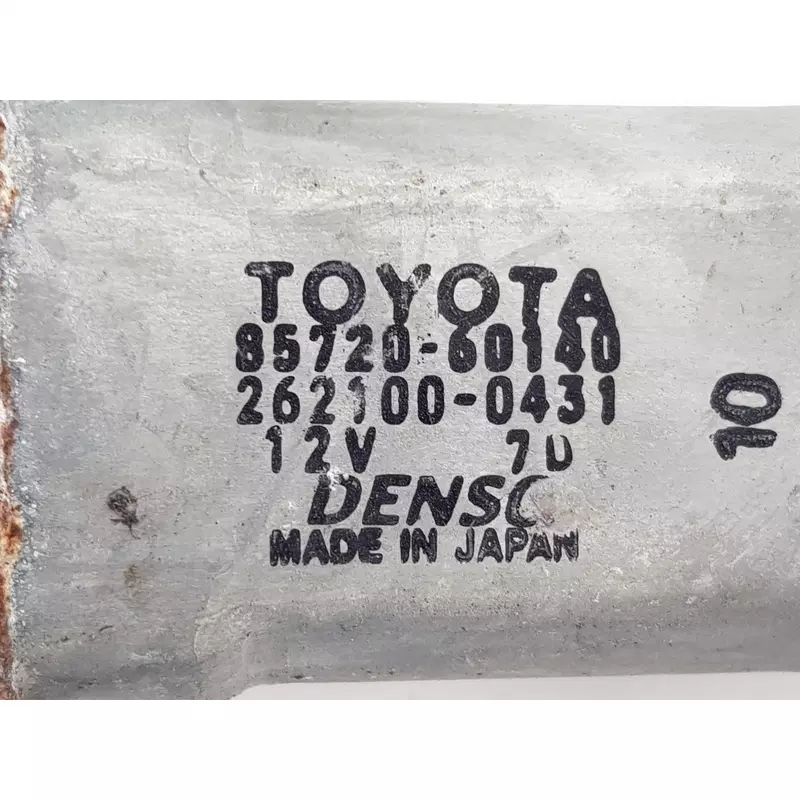 TOYOTA
85720-60140
262100-0431
12V 7D
DENSO
MADE IN JAPAN
10